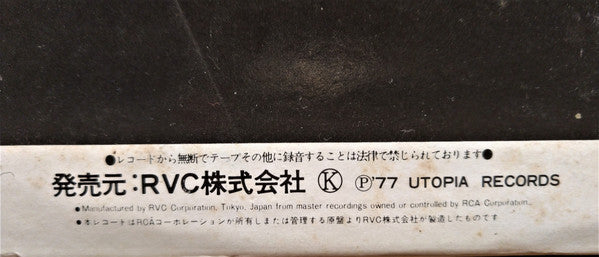 ●レコードから無断でテープその他に録音することは法律で禁じられております●
発売元:RVC株式会社 Ⓚ Ⓟ'77 UTOPIA RECORDS
●Manufactured by RVC Corporation, Tokyo, Japan from master recordings owned or controlled by RCA Corporation.
●本レコードはRCAコーポレーションが所有しまたは管理する原盤よりRVC株式会社が製造したものです